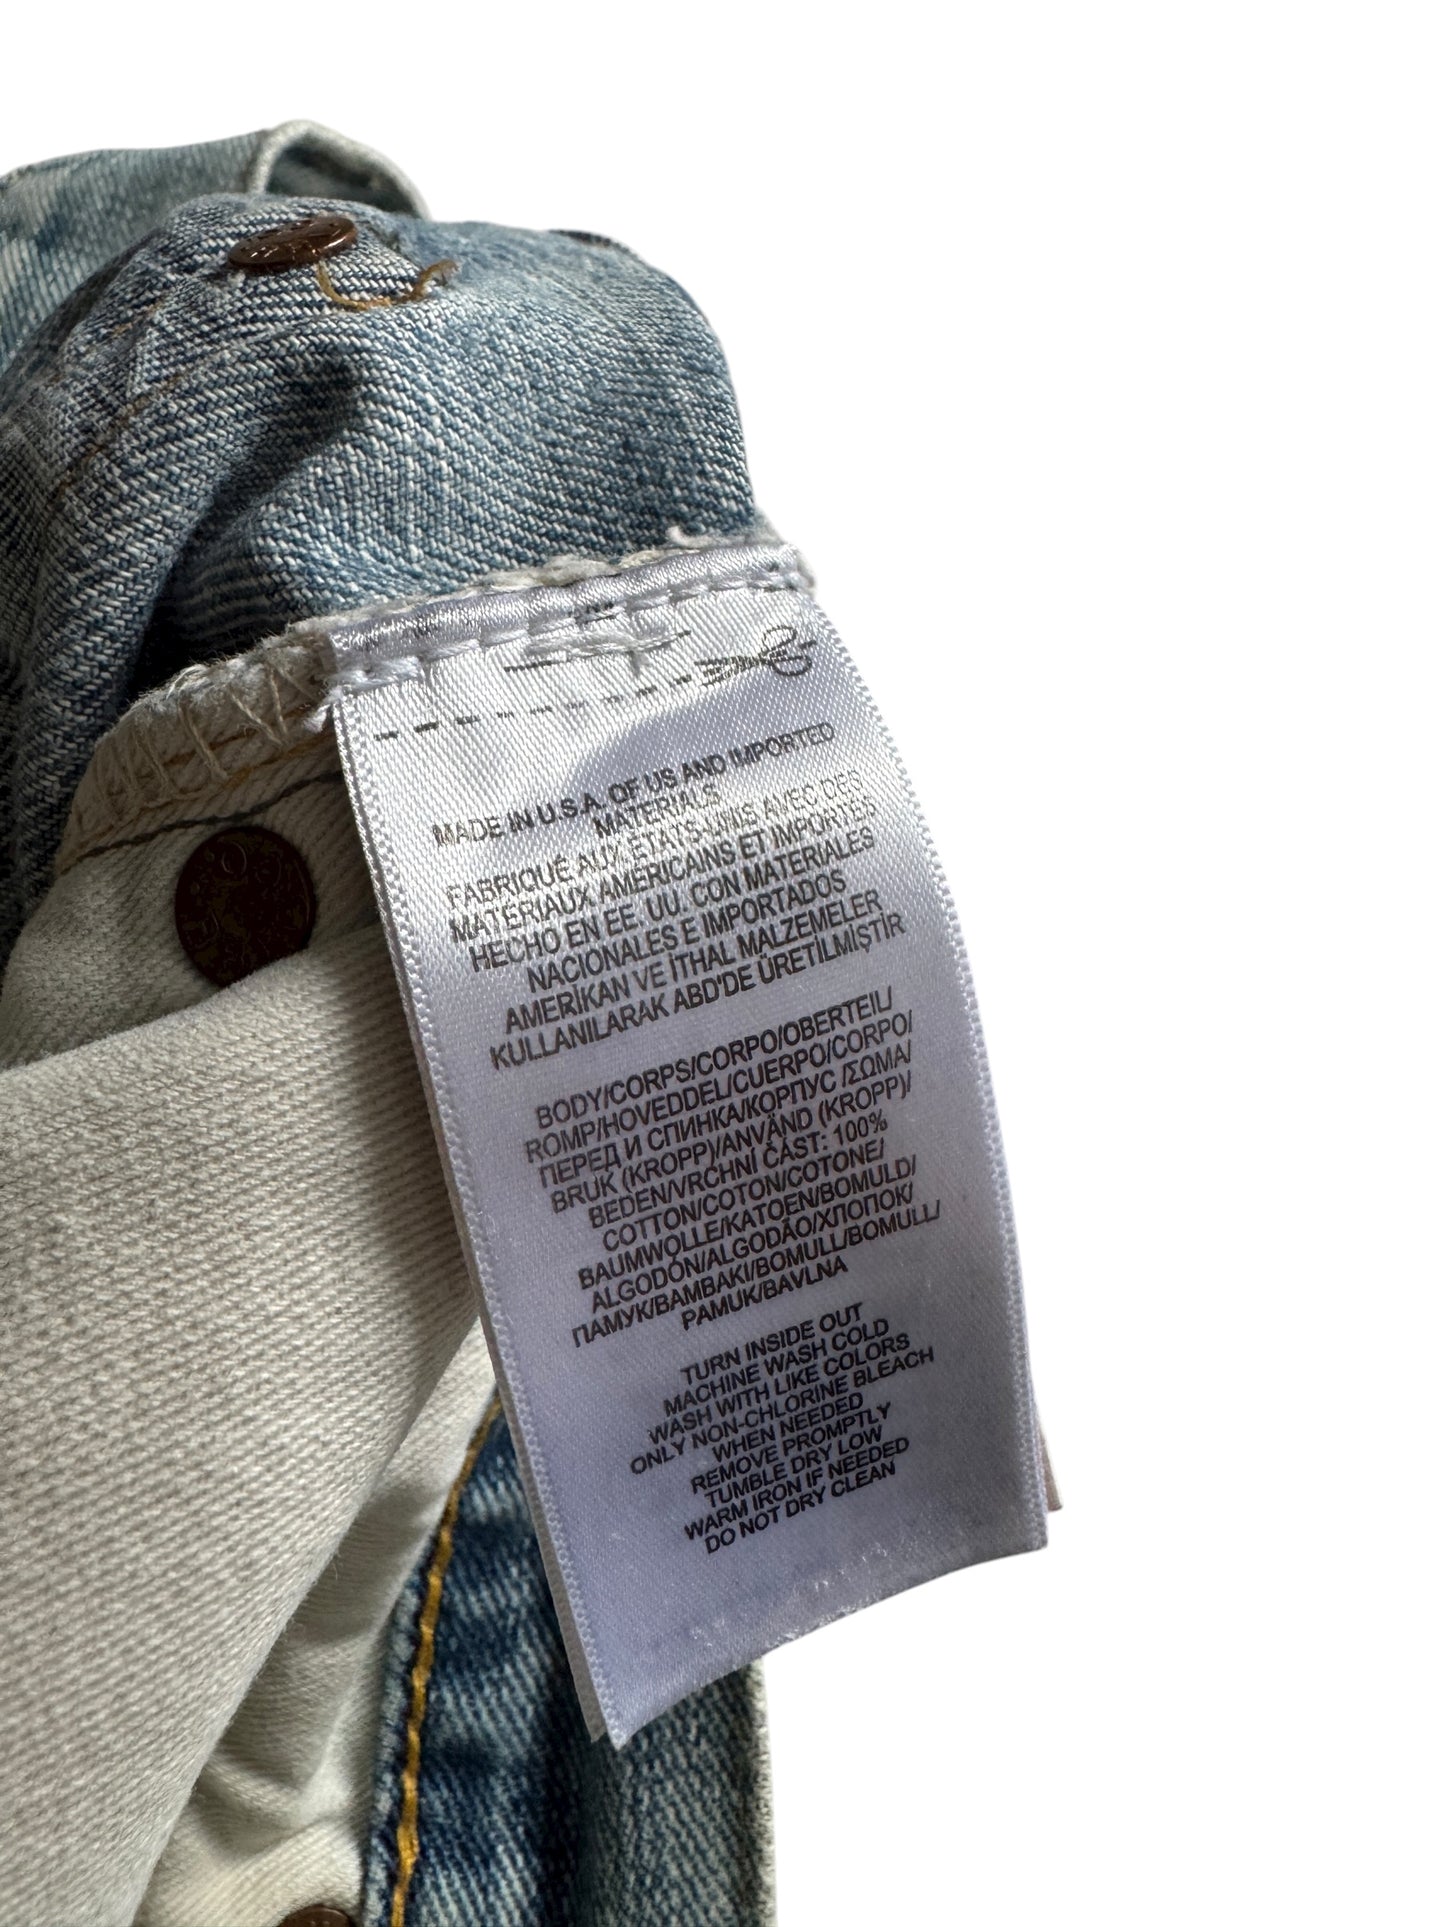 MADE IN U.S.A. OF US AND IMPORTED
MATERIALS
FABRIQUÉ AUX ÉTATS-UNIS AVEC DES
MATÉRIAUX AMÉRICAINS ET IMPORTÉS
HECHO EN EE. UU. CON MATERIALES
NACIONALES E IMPORTADOS
AMERİKAN VE İTHAL MALZEMELER
KULLANILARAK ABD'DE ÜRETİLMİŞTİR
BODY/CORPS/CORPO/OBERTEIL/
ROMP/HOVEDDEL/CUERPO/CORPO/
ПЕРЕД И СПИНКА/КОРПУС /ΣΩΜΑ/
BRUK (KROPP)/ANVÄND (KROPP)/
BEDEN/VRCHNÍ ČÁST: 100%
COTTON/COTON/COTONE/
BAUMWOLLE/KATOEN/BOMULD/
ALGODÓN/ALGODÃO/ХЛОПОК/
ПАМУК/BAMBAKI/BOMULL/BOMULL/
PAMUK/BAVLNA
TURN INSIDE OUT
MACHINE WASH COLD
WASH WITH LIKE COLORS
ONLY NON-CHLORINE BLEACH
WHEN NEEDED
REMOVE PROMPTLY
TUMBLE DRY LOW
WARM IRON IF NEEDED
DO NOT DRY CLEAN